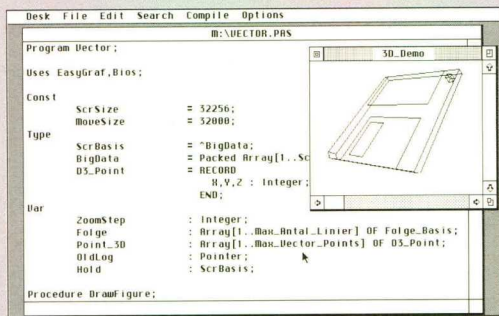 Desk File Edit Search Compile Options
M:\VECTOR.PAS
Program Vector;
3D_Demo
Uses EasyGraf,Bios;
Const
ScrSize = 32256;
MoveSize = 32000;
Type
ScrBasis = ^BigData;
BigData = Packed Array[1..Sc
D3_Point = RECORD
X,Y,Z : Integer;
END;
Var
ZoomStep : Integer;
Folge : Array[1..Max_Antal_Linier] OF Folge_Basis;
Point_3D : Array[1..Max_Vector_Points] OF D3_Point;
OldLog : Pointer;
Hold : ScrBasis;
Procedure DrawFigure;